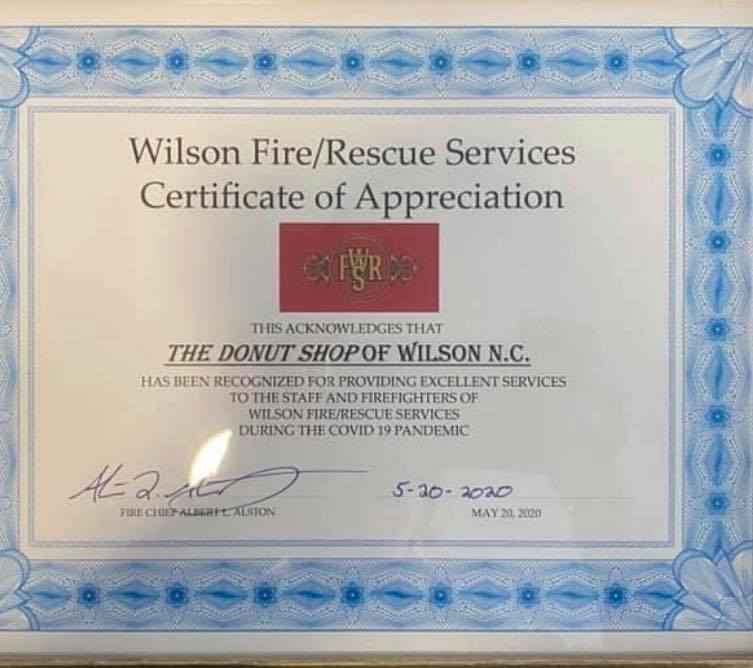 Wilson Fire/Rescue Services
Certificate of Appreciation
FWSR
THIS ACKNOWLEDGES THAT
THE DONUT SHOP OF WILSON N.C.
HAS BEEN RECOGNIZED FOR PROVIDING EXCELLENT SERVICES
TO THE STAFF AND FIREFIGHTERS OF
WILSON FIRE/RESCUE SERVICES
DURING THE COVID 19 PANDEMIC
5-20-2020
FIRE CHIEF ALBERT L. ALSTON
MAY 20, 2020